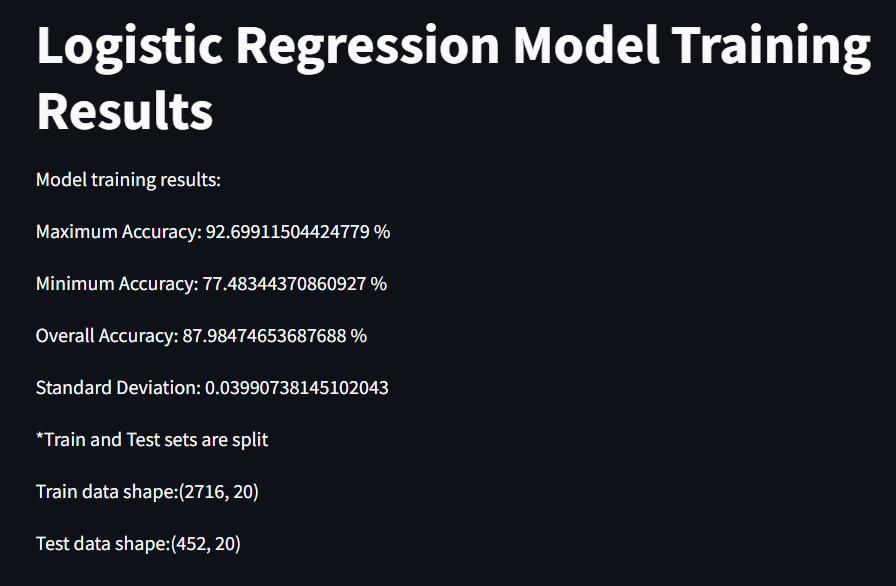 Logistic Regression Model Training
Results
Model training results:
Maximum Accuracy: 92.69911504424779 %
Minimum Accuracy: 77.48344370860927 %
Overall Accuracy: 87.98474653687688 %
Standard Deviation: 0.03990738145102043
*Train and Test sets are split
Train data shape:(2716, 20)
Test data shape:(452, 20)